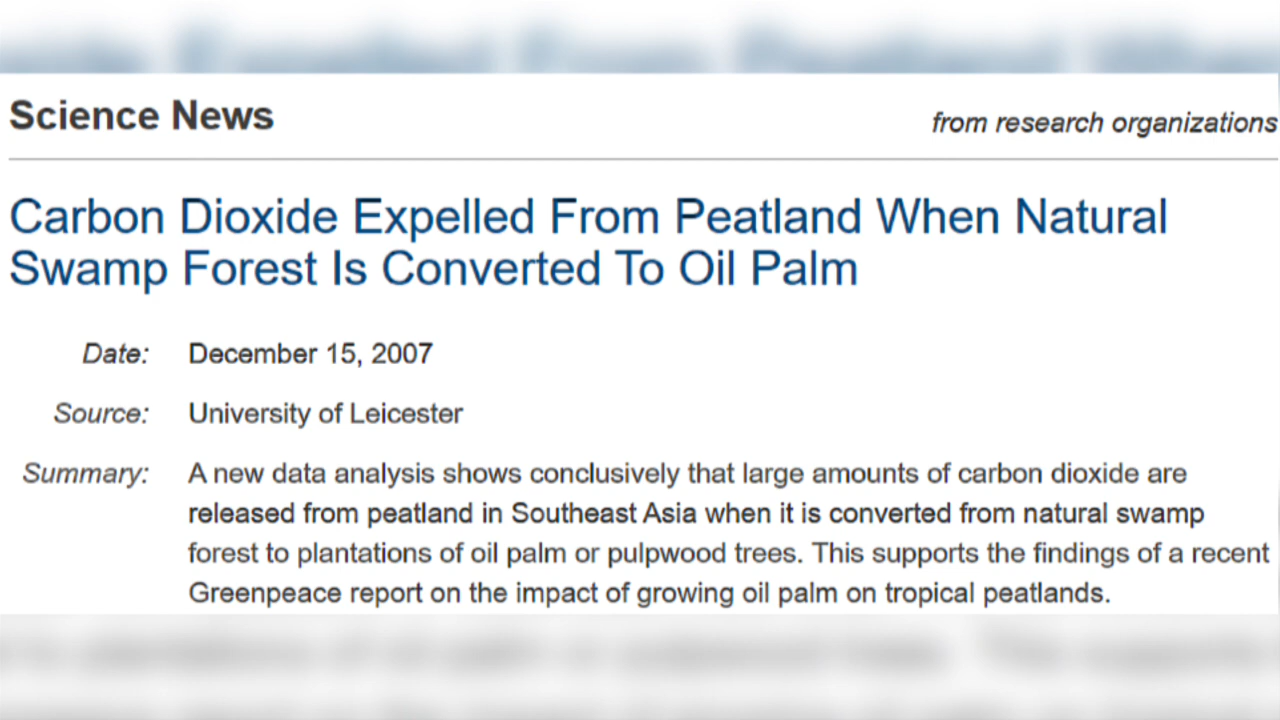 Science News
from research organizations
Carbon Dioxide Expelled From Peatland When Natural
Swamp Forest Is Converted To Oil Palm
Date: December 15, 2007
Source: University of Leicester
Summary: A new data analysis shows conclusively that large amounts of carbon dioxide are
released from peatland in Southeast Asia when it is converted from natural swamp
forest to plantations of oil palm or pulpwood trees. This supports the findings of a recent
Greenpeace report on the impact of growing oil palm on tropical peatlands.